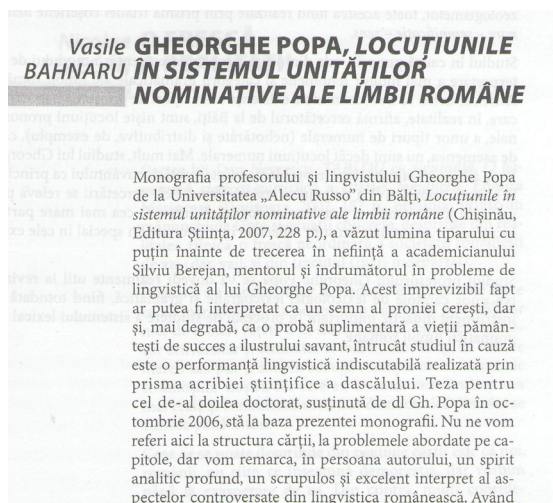 Vasile BAHNARU
GHEORGHE POPA, LOCUȚIUNILE
ÎN SISTEMUL UNITĂȚILOR
NOMINATIVE ALE LIMBII ROMÂNE
Monografia profesorului și lingvistului Gheorghe Popa
de la Universitatea „Alecu Russo” din Bălți, Locuțiunile în
sistemul unităților nominative ale limbii române (Chișinău,
Editura Știința, 2007, 228 p.), a văzut lumina tiparului cu
puțin înainte de trecerea în neființă a academicianului
Silviu Berejan, mentorul și îndrumătorul în probleme de
lingvistică al lui Gheorghe Popa. Acest imprevizibil fapt
ar putea fi interpretat ca un semn al proniei cerești, dar
și, mai degrabă, ca o probă suplimentară a vieții pămân-
tești de succes a ilustrului savant, întrucât studiul în cauză
este o performanță lingvistică indiscutabilă realizată prin
prisma acribiei științifice a dascălului. Teza pentru
cel de-al doilea doctorat, susținută de dl Gh. Popa în oc-
tombrie 2006, stă la baza prezentei monografii. Nu ne vom
referi aici la structura cărții, la problemele abordate pe ca-
pitole, dar vom remarca, în persoana autorului, un spirit
analitic profund, un scrupulos și excelent interpret al as-
pectelor controversate din lingvistica românească. Având